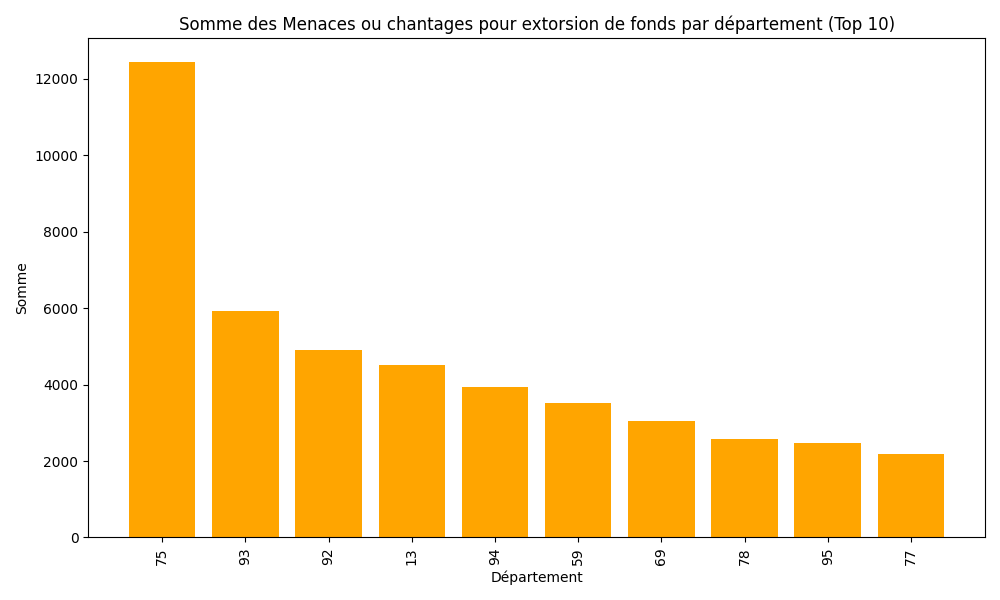 Somme des Menaces ou chantages pour extorsion de fonds par département (Top 10)
12000
10000
8000
6000
4000
2000
0
Somme
75 93 92 13 94 59 69 78 95 77
Département